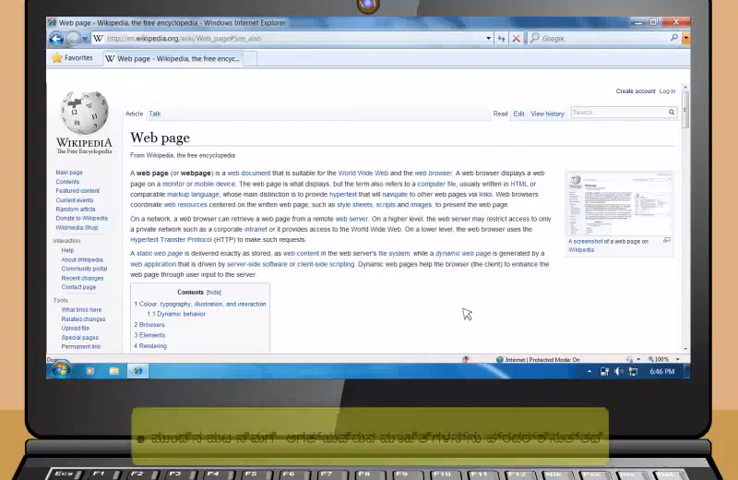 Web page - Wikipedia, the free encyclopedia - Windows Internet Explorer
http://en.wikipedia.org/wiki/Web_page#See_also
Google
Favorites
Web page - Wikipedia, the free encyc...
Create account Log in
Article Talk
Read Edit View history Search
WIKIPEDIA
The Free Encyclopedia
Web page
From Wikipedia, the free encyclopedia
Main page
Contents
Featured content
Current events
Random article
Donate to Wikipedia
Wikimedia Shop
Interaction
Help
About Wikipedia
Community portal
Recent changes
Contact page
Tools
What links here
Related changes
Upload file
Special pages
Permanent link
A web page (or webpage) is a web document that is suitable for the World Wide Web and the web browser. A web browser displays a web
page on a monitor or mobile device. The web page is what displays, but the term also refers to a computer file, usually written in HTML or
comparable markup language, whose main distinction is to provide hypertext that will navigate to other web pages via links. Web browsers
coordinate web resources centered on the written web page, such as style sheets, scripts and images, to present the web page.
On a network, a web browser can retrieve a web page from a remote web server. On a higher level, the web server may restrict access to only
a private network such as a corporate intranet or it provides access to the World Wide Web. On a lower level, the web browser uses the
Hypertext Transfer Protocol (HTTP) to make such requests.
A static web page is delivered exactly as stored, as web content in the web server's file system, while a dynamic web page is generated by a
web application that is driven by server-side software or client-side scripting. Dynamic web pages help the browser (the client) to enhance the
web page through user input to the server.
A screenshot of a web page on
Wikipedia
Contents [hide]
1 Colour, typography, illustration, and interaction
1.1 Dynamic behavior
2 Browsers
3 Elements
4 Rendering
Internet | Protected Mode: On
100%
6:46 PM
Esc F1 F2 F3 F4 F5 F6 F7 F8 F9 F10 F11 F12